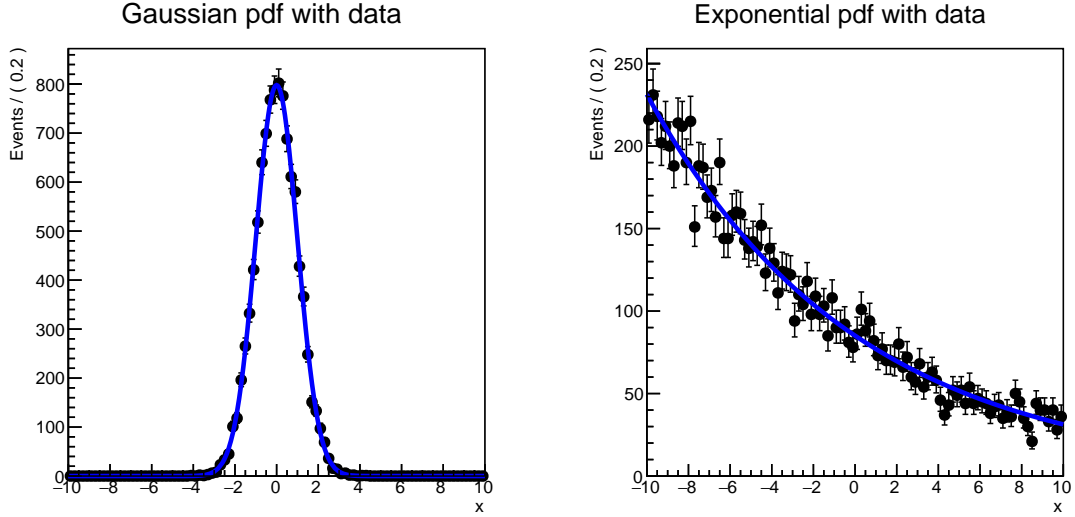 Gaussian pdf with data
Events / ( 0.2 )
800
700
600
500
400
300
200
100
0
−10 −8 −6 −4 −2 0 2 4 6 8 10
x
Exponential pdf with data
Events / ( 0.2 )
250
200
150
100
50
0
−10 −8 −6 −4 −2 0 2 4 6 8 10
x